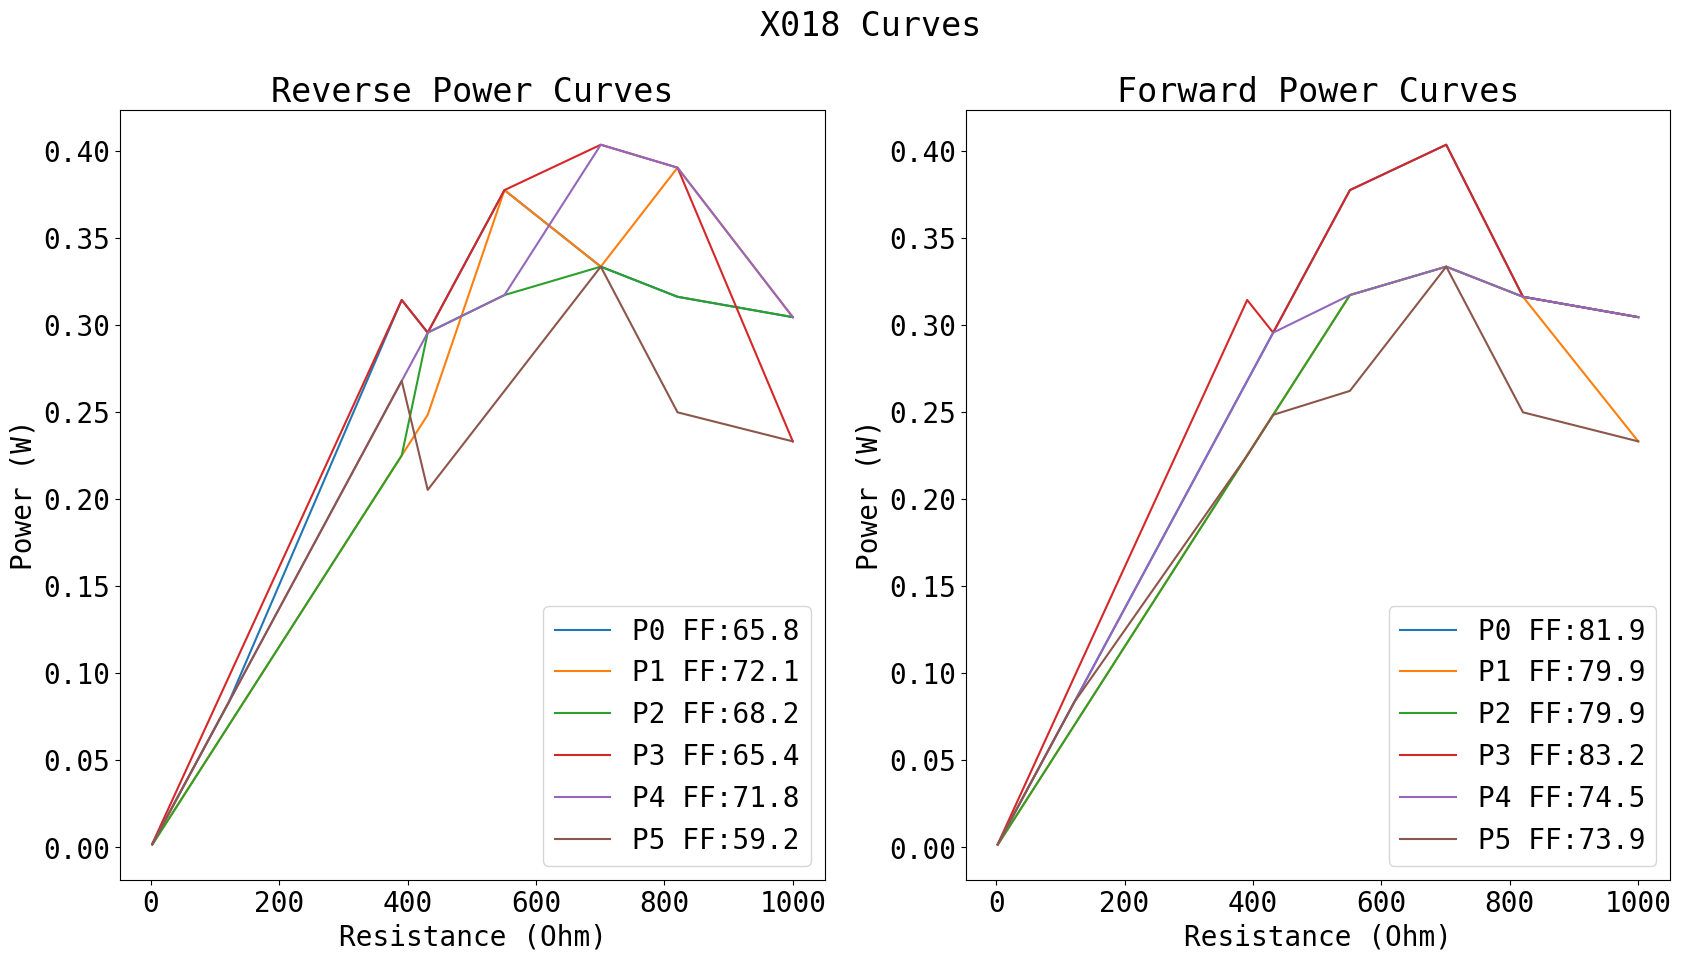 X018 Curves
Reverse Power Curves
0.40
0.35
0.30
0.25
0.20
0.15
0.10
0.05
0.00
Power (W)
0 200 400 600 800 1000
Resistance (Ohm)
P0 FF:65.8
P1 FF:72.1
P2 FF:68.2
P3 FF:65.4
P4 FF:71.8
P5 FF:59.2
Forward Power Curves
0.40
0.35
0.30
0.25
0.20
0.15
0.10
0.05
0.00
Power (W)
0 200 400 600 800 1000
Resistance (Ohm)
P0 FF:81.9
P1 FF:79.9
P2 FF:79.9
P3 FF:83.2
P4 FF:74.5
P5 FF:73.9